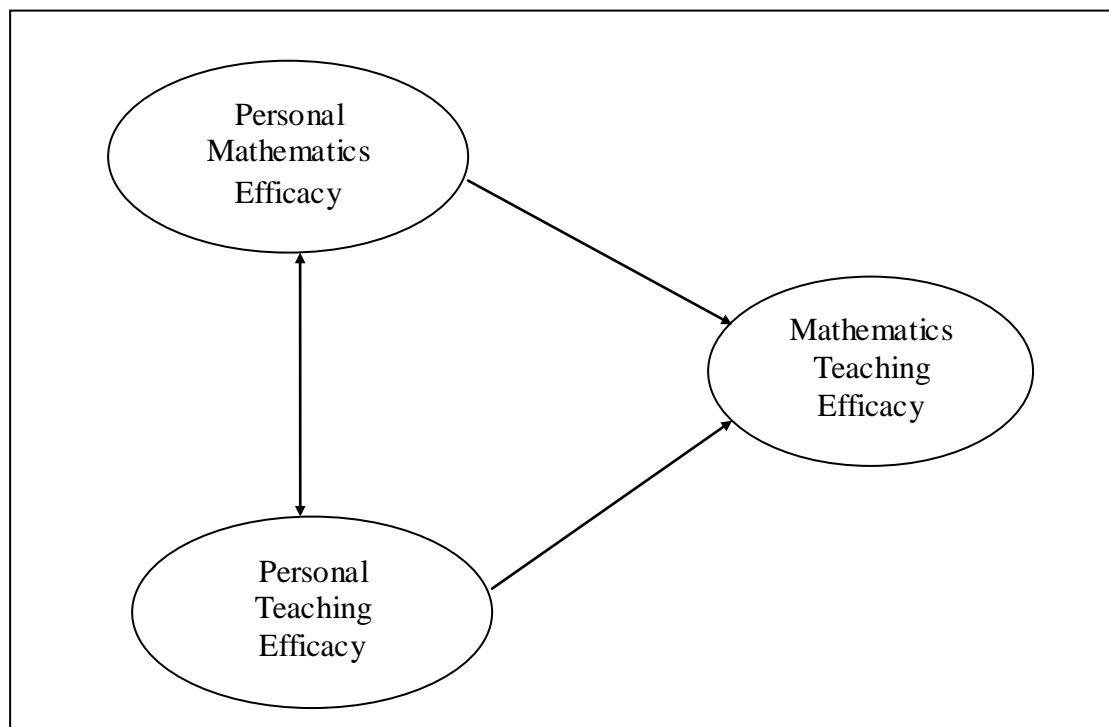 Personal
Mathematics
Efficacy
Mathematics
Teaching
Efficacy
Personal
Teaching
Efficacy